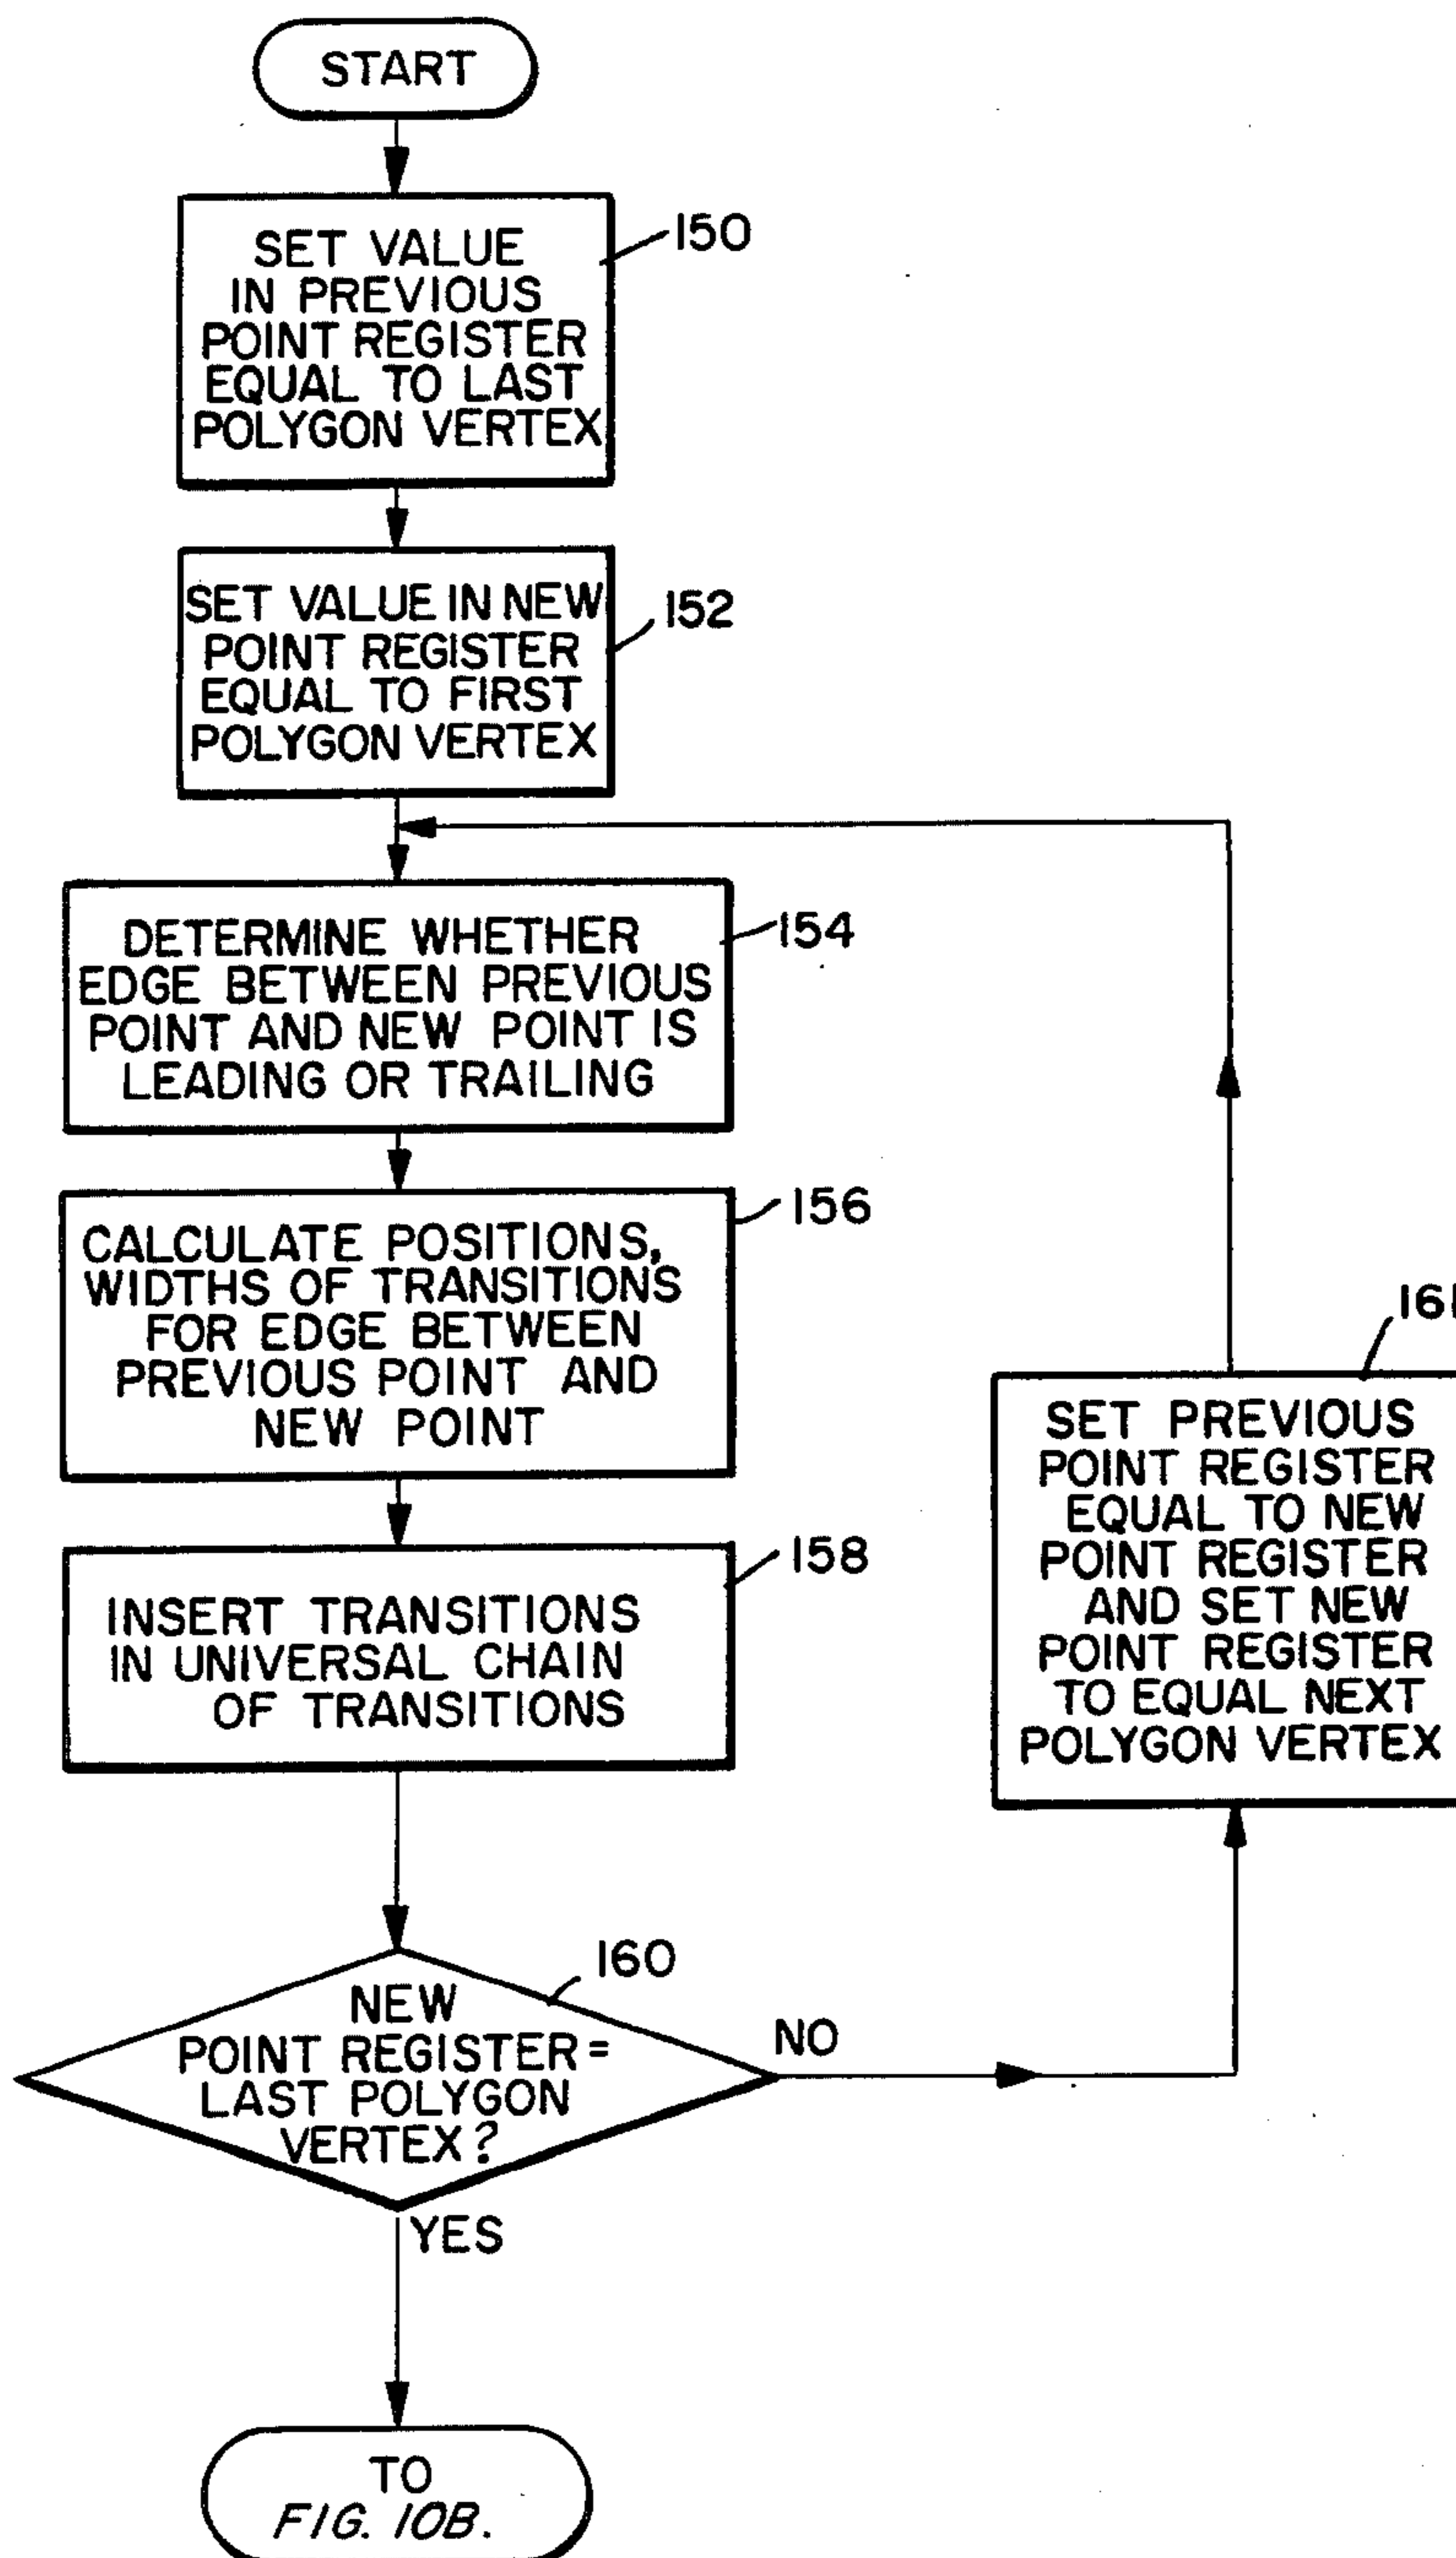 START
SET VALUE
IN PREVIOUS
POINT REGISTER
EQUAL TO LAST
POLYGON VERTEX
150
SET VALUE IN NEW
POINT REGISTER
EQUAL TO FIRST
POLYGON VERTEX
152
DETERMINE WHETHER
EDGE BETWEEN PREVIOUS
POINT AND NEW POINT IS
LEADING OR TRAILING
154
CALCULATE POSITIONS,
WIDTHS OF TRANSITIONS
FOR EDGE BETWEEN
PREVIOUS POINT AND
NEW POINT
156
INSERT TRANSITIONS
IN UNIVERSAL CHAIN
OF TRANSITIONS
158
NEW
POINT REGISTER =
LAST POLYGON
VERTEX?
160
NO
YES
161
SET PREVIOUS
POINT REGISTER
EQUAL TO NEW
POINT REGISTER
AND SET NEW
POINT REGISTER
TO EQUAL NEXT
POLYGON VERTEX
TO
FIG. 10B.